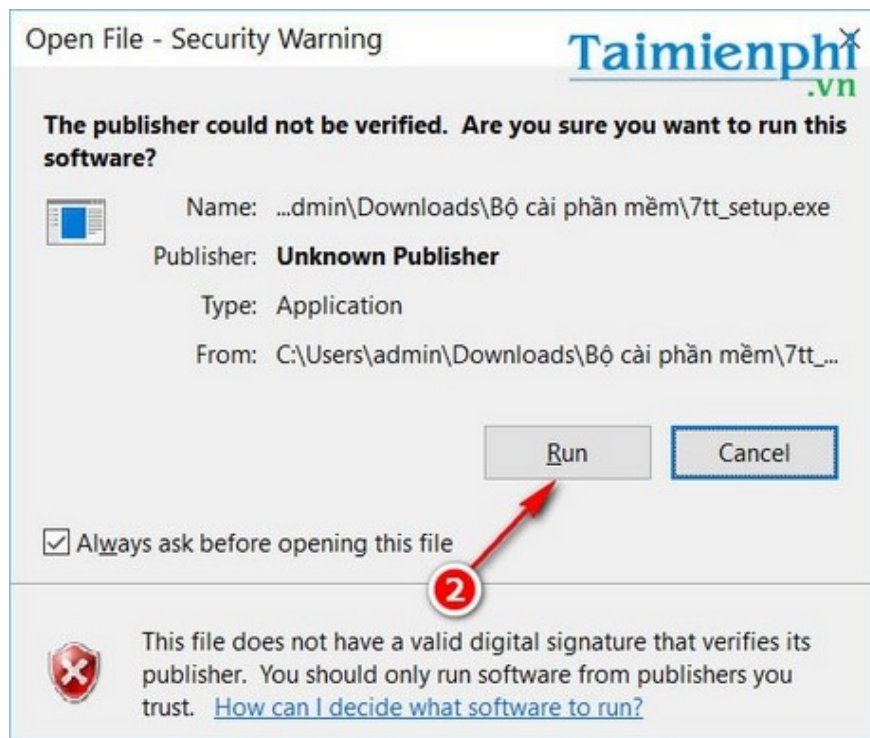 Open File - Security Warning
Taimienphi
.vn
The publisher could not be verified.  Are you sure you want to run this
software?
Name: ...dmin\Downloads\Bộ cài phần mềm\7tt_setup.exe
Publisher: Unknown Publisher
Type: Application
From: C:\Users\admin\Downloads\Bộ cài phần mềm\7tt_...
Run Cancel
Always ask before opening this file
2
This file does not have a valid digital signature that verifies its
publisher.  You should only run software from publishers you
trust.  How can I decide what software to run?